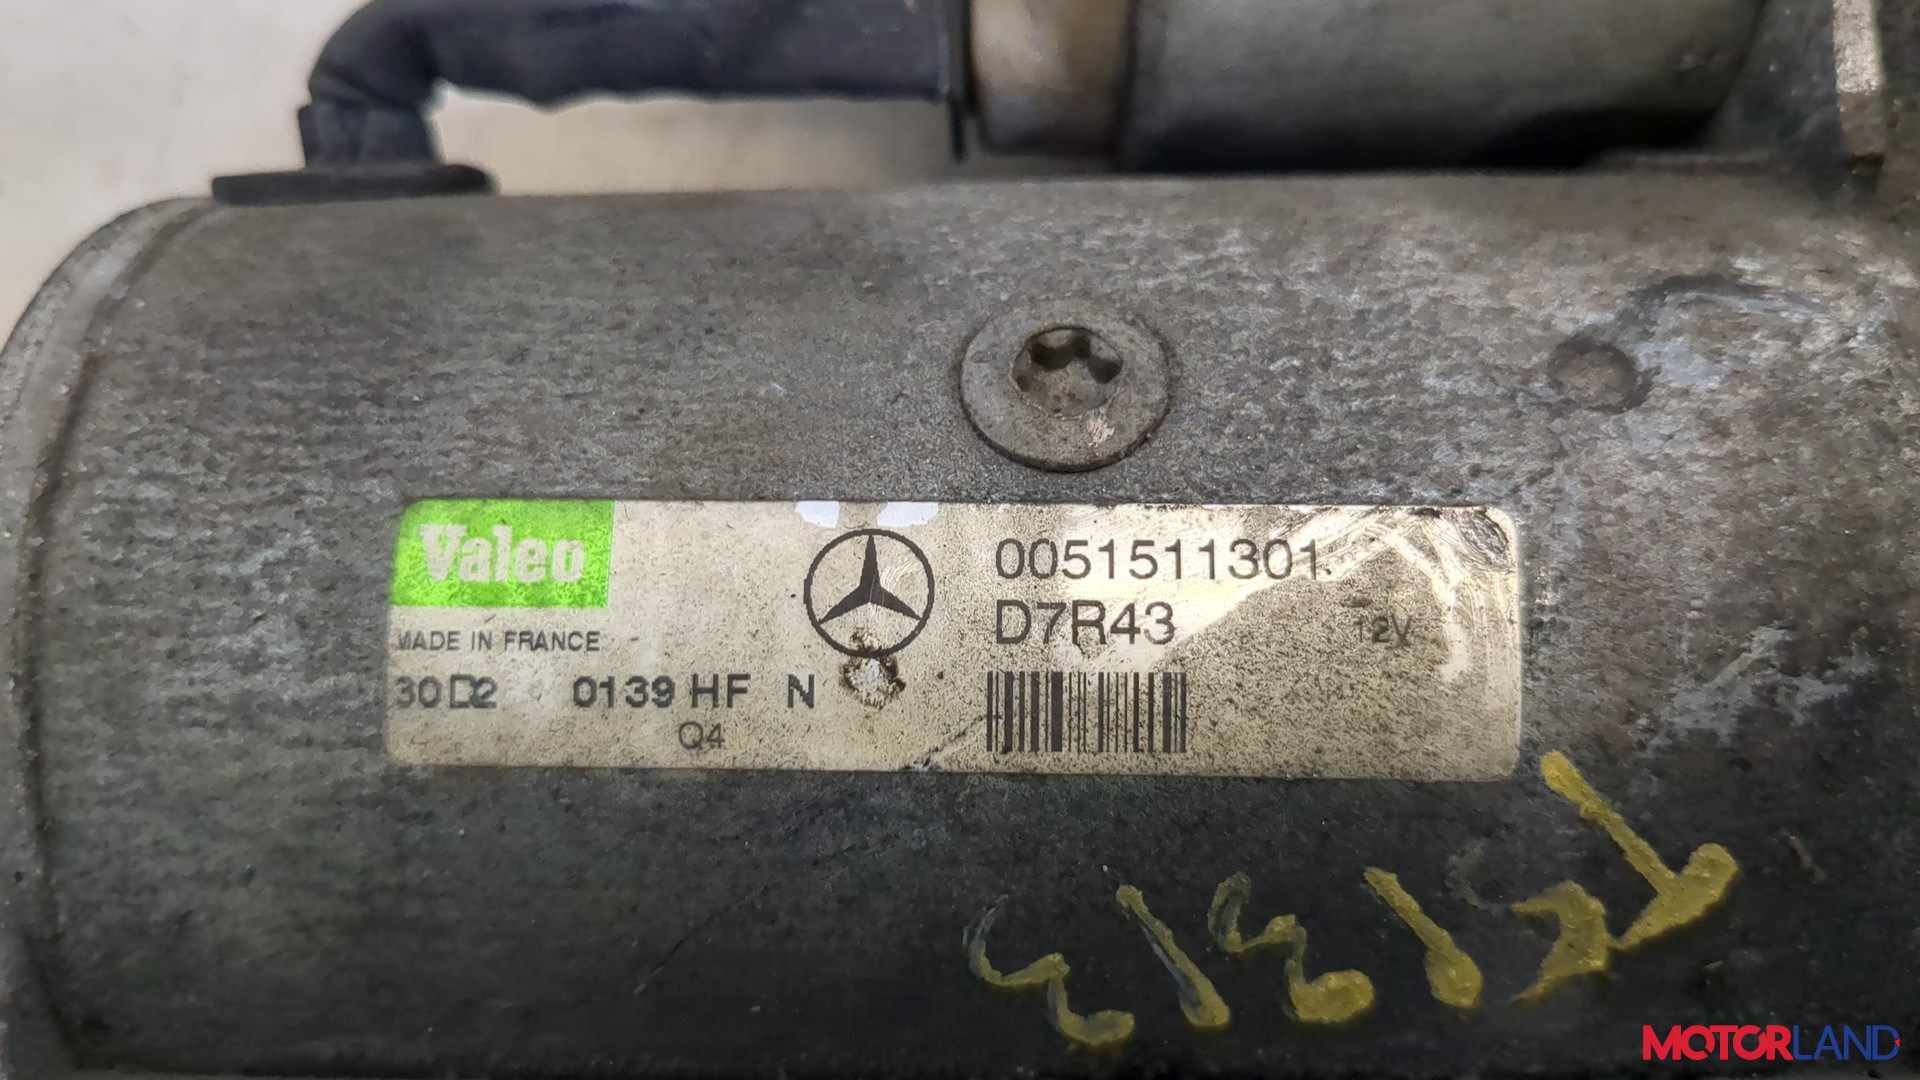 Valeo
MADE IN FRANCE
30D2 0139 HF N
Q4
0051511301
D7R43 12V
MOTORLAND